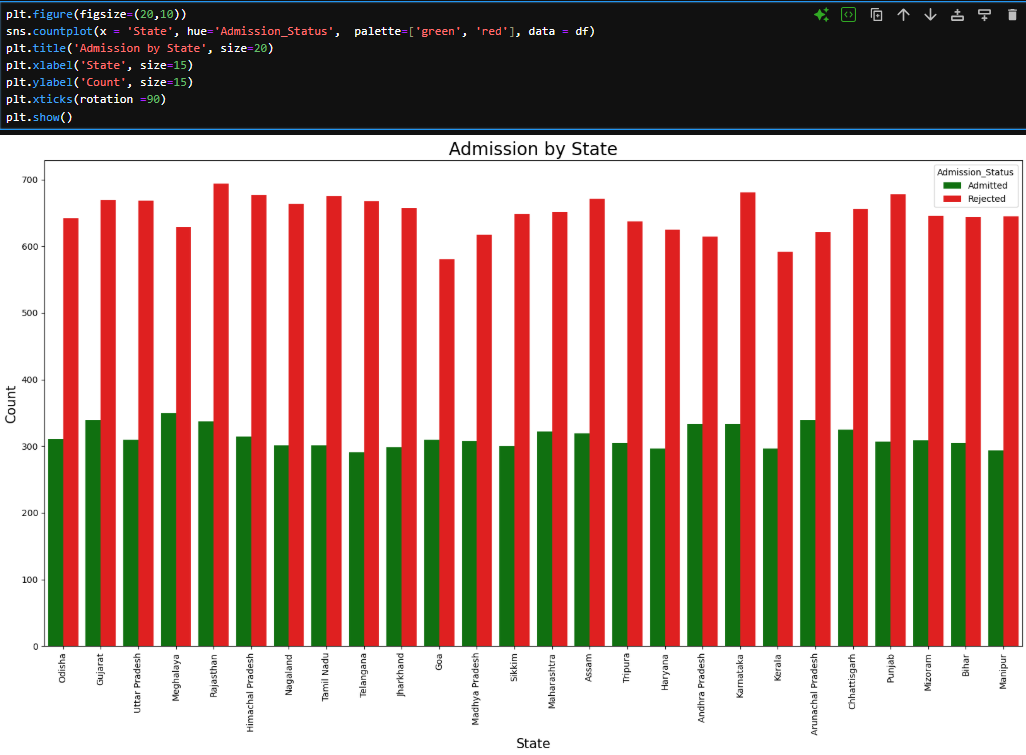 plt.figure(figsize=(20,10))
sns.countplot(x = 'State', hue='Admission_Status',  palette=['green', 'red'], data = df)
plt.title('Admission by State', size=20)
plt.xlabel('State', size=15)
plt.ylabel('Count', size=15)
plt.xticks(rotation =90)
plt.show()
Admission by State
Admission_Status
Admitted
Rejected
Count
700
600
500
400
300
200
100
0
Odisha
Gujarat
Uttar Pradesh
Meghalaya
Rajasthan
Himachal Pradesh
Nagaland
Tamil Nadu
Telangana
Jharkhand
Goa
Madhya Pradesh
Sikkim
Maharashtra
Assam
Tripura
Haryana
Andhra Pradesh
Karnataka
Kerala
Arunachal Pradesh
Chhattisgarh
Punjab
Mizoram
Bihar
Manipur
State